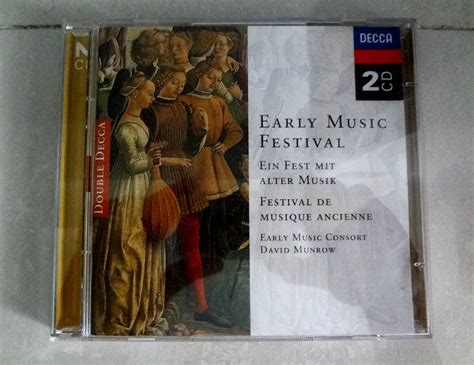 DECCA
2CD
DOUBLE DECCA
EARLY MUSIC
FESTIVAL
EIN FEST MIT
ALTER MUSIK
FESTIVAL DE
MUSIQUE ANCIENNE
EARLY MUSIC CONSORT
DAVID MUNROW